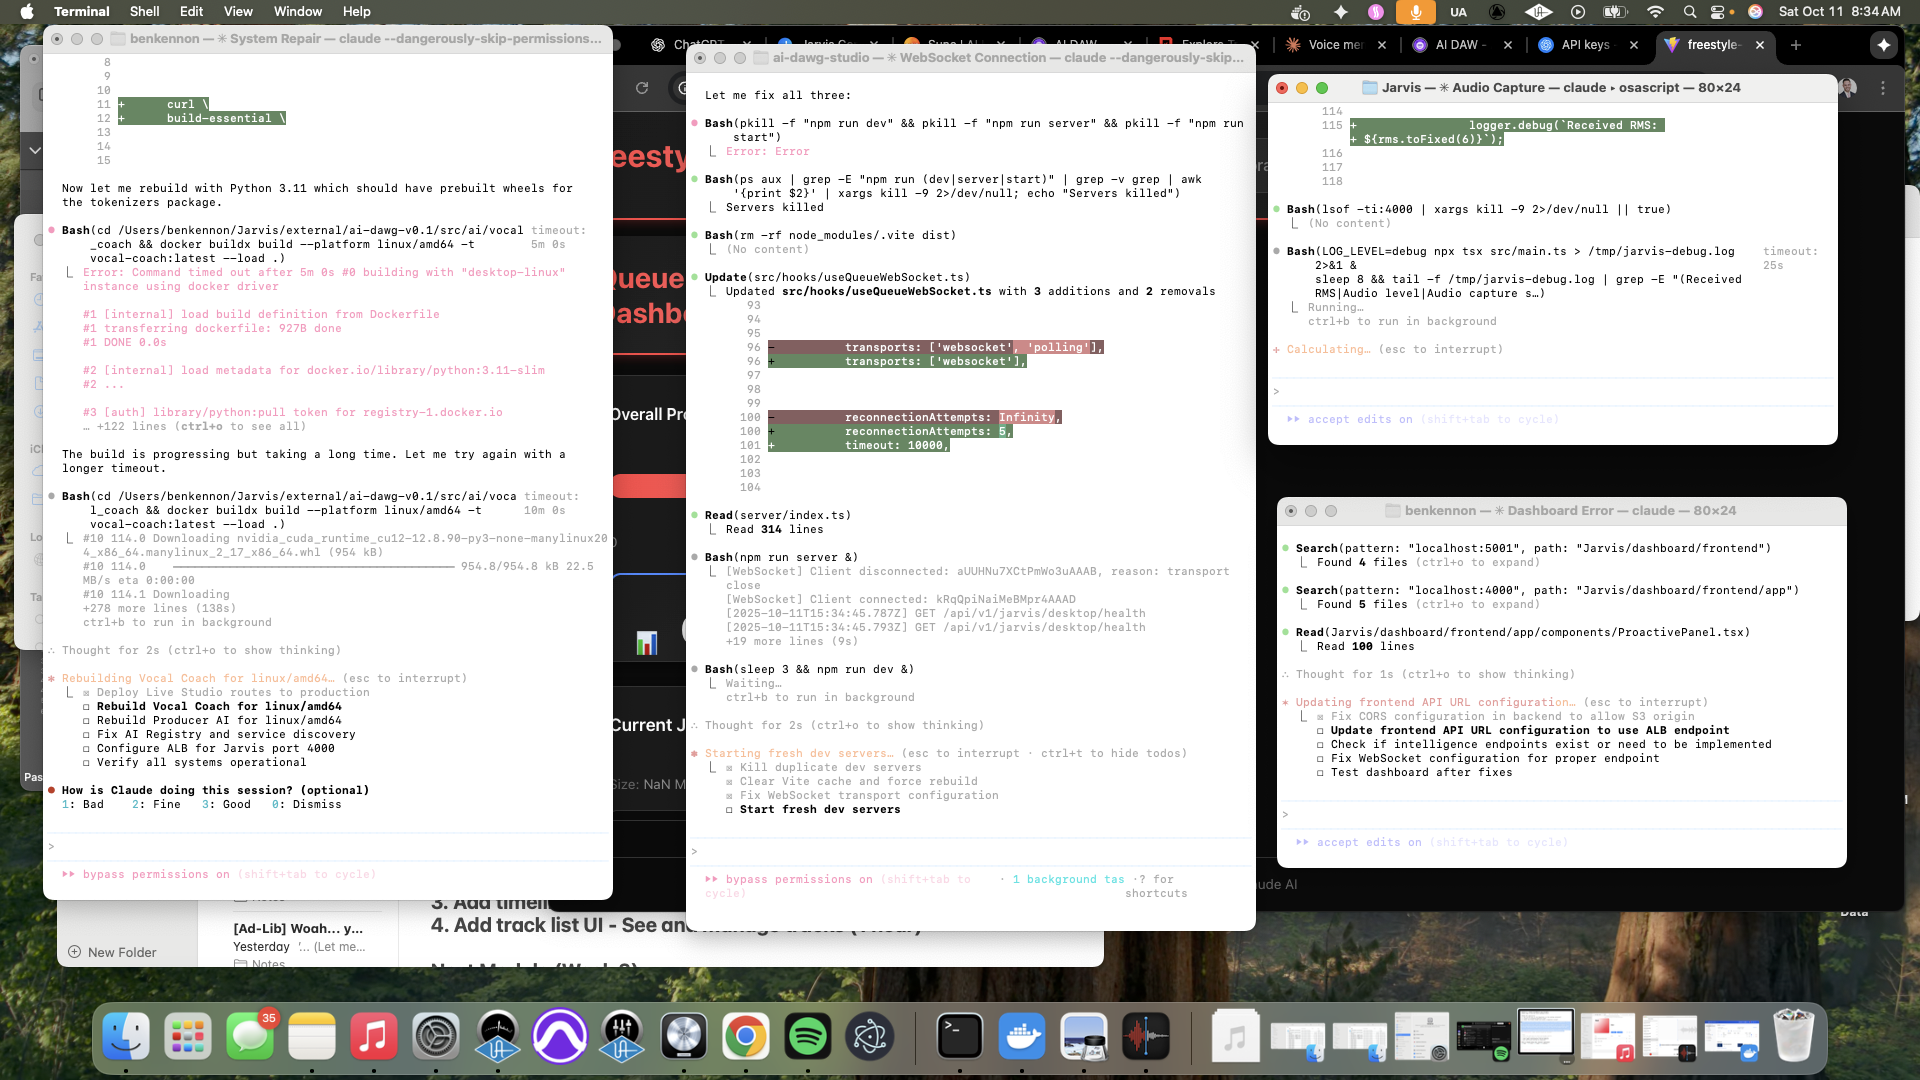 Terminal Shell Edit View Window Help
UA
Sat Oct 11 8:34 AM
benkennon — ✳ System Repair — claude --dangerously-skip-permissions...
8
9
10
11 + curl \
12 + build-essential \
13
14
15
Now let me rebuild with Python 3.11 which should have prebuilt wheels for
the tokenizers package.
Bash(cd /Users/benkennon/Jarvis/external/ai-dawg-v0.1/src/ai/vocal timeout:
_coach && docker buildx build --platform linux/amd64 -t 5m 0s
vocal-coach:latest --load .)
Error: Command timed out after 5m 0s #0 building with "desktop-linux"
instance using docker driver
#1 [internal] load build definition from Dockerfile
#1 transferring dockerfile: 927B done
#1 DONE 0.0s
#2 [internal] load metadata for docker.io/library/python:3.11-slim
#2 ...
#3 [auth] library/python:pull token for registry-1.docker.io
… +122 lines (ctrl+o to see all)
The build is progressing but taking a long time. Let me try again with a
longer timeout.
Bash(cd /Users/benkennon/Jarvis/external/ai-dawg-v0.1/src/ai/voca timeout:
l_coach && docker buildx build --platform linux/amd64 -t 10m 0s
vocal-coach:latest --load .)
#10 114.0 Downloading nvidia_cuda_runtime_cu12-12.8.90-py3-none-manylinux20
4_x86_64.manylinux_2_17_x86_64.whl (954 kB)
#10 114.0 954.8/954.8 kB 22.5
MB/s eta 0:00:00
#10 114.1 Downloading
+278 more lines (138s)
ctrl+b to run in background
∴ Thought for 2s (ctrl+o to show thinking)
✱ Rebuilding Vocal Coach for linux/amd64… (esc to interrupt)
☒ Deploy Live Studio routes to production
☐ Rebuild Vocal Coach for linux/amd64
☐ Rebuild Producer AI for linux/amd64
☐ Fix AI Registry and service discovery
☐ Configure ALB for Jarvis port 4000
☐ Verify all systems operational
● How is Claude doing this session? (optional)
1: Bad 2: Fine 3: Good 0: Dismiss
>
▸▸ bypass permissions on (shift+tab to cycle)
ai-dawg-studio — ✳ WebSocket Connection — claude --dangerously-skip...
Let me fix all three:
Bash(pkill -f "npm run dev" && pkill -f "npm run server" && pkill -f "npm run
start")
Error: Error
Bash(ps aux | grep -E "npm run (dev|server|start)" | grep -v grep | awk
'{print $2}' | xargs kill -9 2>/dev/null; echo "Servers killed")
Servers killed
Bash(rm -rf node_modules/.vite dist)
(No content)
Update(src/hooks/useQueueWebSocket.ts)
Updated src/hooks/useQueueWebSocket.ts with 3 additions and 2 removals
93
94
95
96 - transports: ['websocket', 'polling'],
96 + transports: ['websocket'],
97
98
99
100 - reconnectionAttempts: Infinity,
100 + reconnectionAttempts: 5,
101 + timeout: 10000,
102
103
104
Read(server/index.ts)
Read 314 lines
Bash(npm run server &)
[WebSocket] Client disconnected: aUUHNu7XCtPmWo3uAAAB, reason: transport
close
[WebSocket] Client connected: kRqQpiNaiMeBMpr4AAAD
[2025-10-11T15:34:45.787Z] GET /api/v1/jarvis/desktop/health
[2025-10-11T15:34:45.793Z] GET /api/v1/jarvis/desktop/health
+19 more lines (9s)
Bash(sleep 3 && npm run dev &)
Waiting…
ctrl+b to run in background
∴ Thought for 2s (ctrl+o to show thinking)
✱ Starting fresh dev servers… (esc to interrupt · ctrl+t to hide todos)
☒ Kill duplicate dev servers
☒ Clear Vite cache and force rebuild
☒ Fix WebSocket transport configuration
☐ Start fresh dev servers
>
▸▸ bypass permissions on (shift+tab to · 1 background tas · ? for
cycle) shortcuts
Voice me
AI DAW -
API keys -
freestyle-
Jarvis — ✳ Audio Capture — claude ▸ osascript — 80×24
114
115 + logger.debug(`Received RMS:
+ ${rms.toFixed(6)}`);
116
117
118
Bash(lsof -ti:4000 | xargs kill -9 2>/dev/null || true)
(No content)
Bash(LOG_LEVEL=debug npx tsx src/main.ts > /tmp/jarvis-debug.log timeout:
2>&1 & 25s
sleep 8 && tail -f /tmp/jarvis-debug.log | grep -E "(Received
RMS|Audio level|Audio capture s…)
Running…
ctrl+b to run in background
+ Calculating… (esc to interrupt)
>
▸▸ accept edits on (shift+tab to cycle)
benkennon — ✳ Dashboard Error — claude — 80×24
Search(pattern: "localhost:5001", path: "Jarvis/dashboard/frontend")
Found 4 files (ctrl+o to expand)
Search(pattern: "localhost:4000", path: "Jarvis/dashboard/frontend/app")
Found 5 files (ctrl+o to expand)
Read(Jarvis/dashboard/frontend/app/components/ProactivePanel.tsx)
Read 100 lines
∴ Thought for 1s (ctrl+o to show thinking)
✶ Updating frontend API URL configuration… (esc to interrupt)
☒ Fix CORS configuration in backend to allow S3 origin
☐ Update frontend API URL configuration to use ALB endpoint
☐ Check if intelligence endpoints exist or need to be implemented
☐ Fix WebSocket configuration for proper endpoint
☐ Test dashboard after fixes
>
▸▸ accept edits on (shift+tab to cycle)
Overall Pr
Current J
Size: NaN M
ude AI
Data
3. Add timeli
4. Add track list UI - See an
[Ad-Lib] Woah... y...
Yesterday '... (Let me...
Notes
New Folder
35